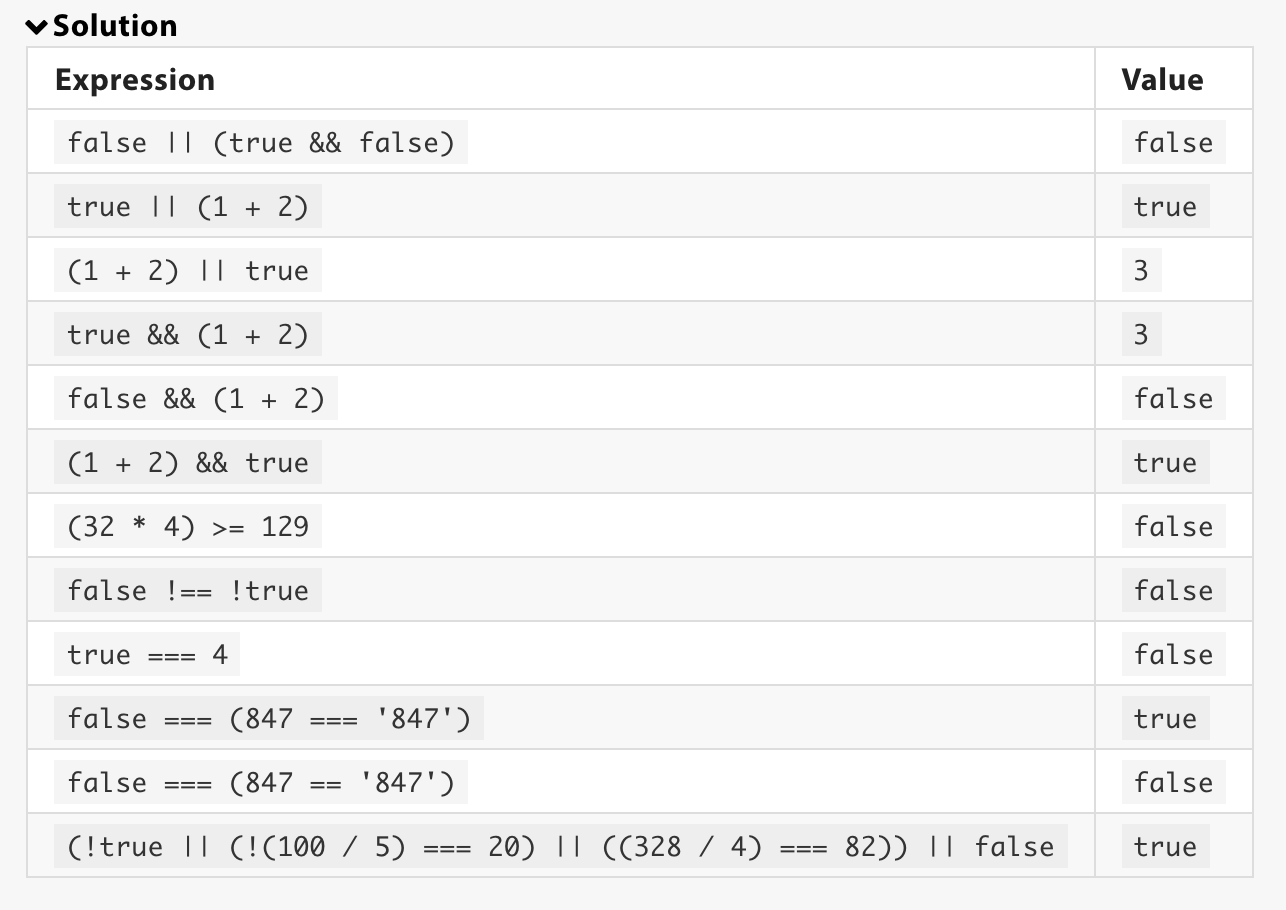 Solution
Expression Value
false || (true && false) false
true || (1 + 2) true
(1 + 2) || true 3
true && (1 + 2) 3
false && (1 + 2) false
(1 + 2) && true true
(32 * 4) >= 129 false
false !== !true false
true === 4 false
false === (847 === '847') true
false === (847 == '847') false
(!true || (!(100 / 5) === 20) || ((328 / 4) === 82)) || false true